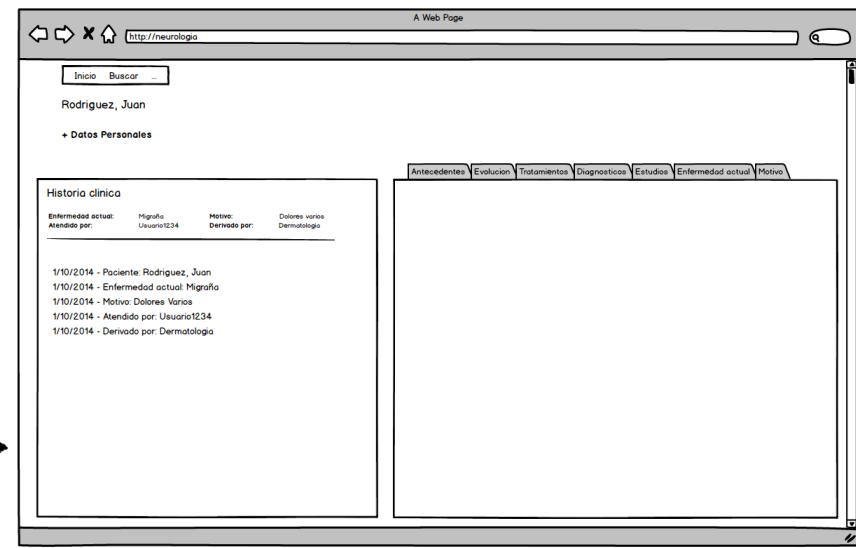 A Web Page
http://neurologia
Inicio Buscar ...
Rodriguez, Juan
+ Datos Personales
Antecedentes Evolucion Tratamientos Diagnosticos Estudios Enfermedad actual Motivo
Historia clinica
Enfermedad actual: Migraña Motivo: Dolores varios
Atendido por: Usuario1234 Derivado por: Dermatologia
1/10/2014 - Paciente: Rodriguez, Juan
1/10/2014 - Enfermedad actual: Migraña
1/10/2014 - Motivo: Dolores Varios
1/10/2014 - Atendido por: Usuario1234
1/10/2014 - Derivado por: Dermatologia